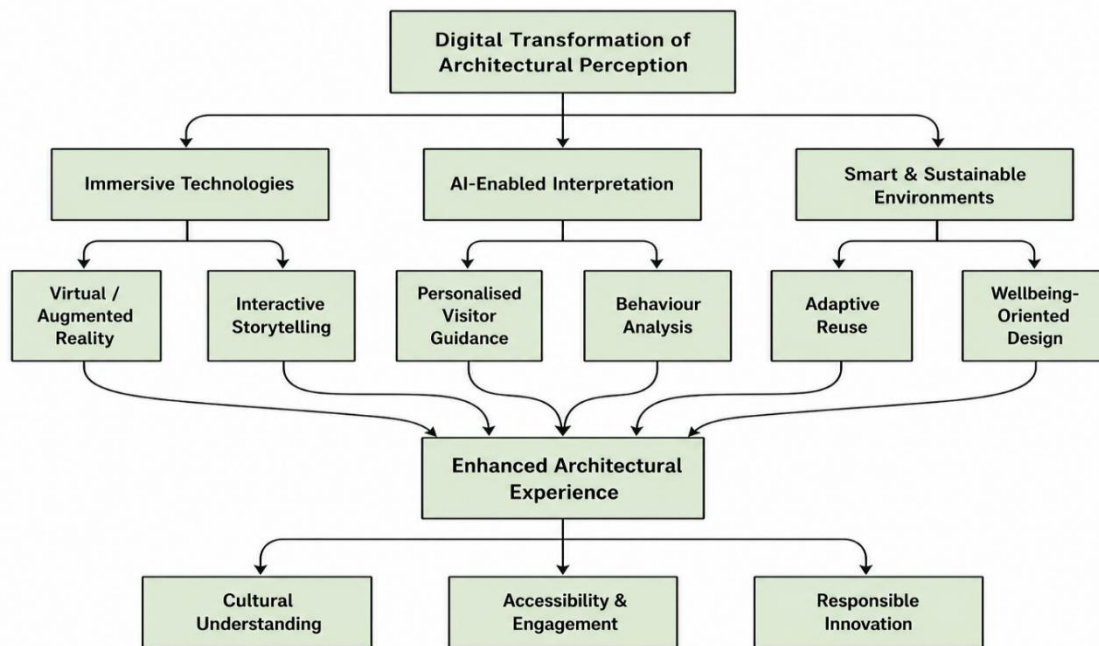 Digital Transformation of
Architectural Perception
Immersive Technologies
AI-Enabled Interpretation
Smart & Sustainable
Environments
Virtual /
Augmented
Reality
Interactive
Storytelling
Personalised
Visitor
Guidance
Behaviour
Analysis
Adaptive
Reuse
Wellbeing-
Oriented
Design
Enhanced Architectural
Experience
Cultural
Understanding
Accessibility &
Engagement
Responsible
Innovation